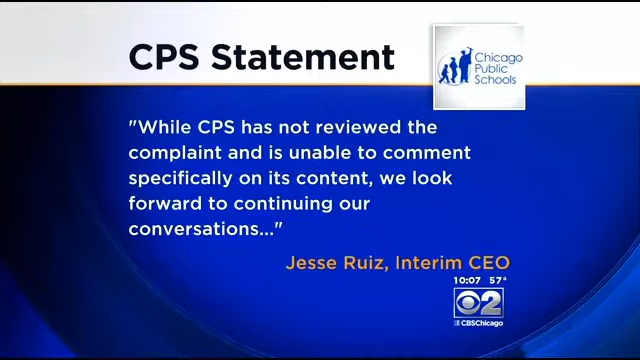 CPS Statement
Chicago
Public
Schools
"While CPS has not reviewed the
complaint and is unable to comment
specifically on its content, we look
forward to continuing our
conversations..."
Jesse Ruiz, Interim CEO
10:07 57°
2
f CBSChicago